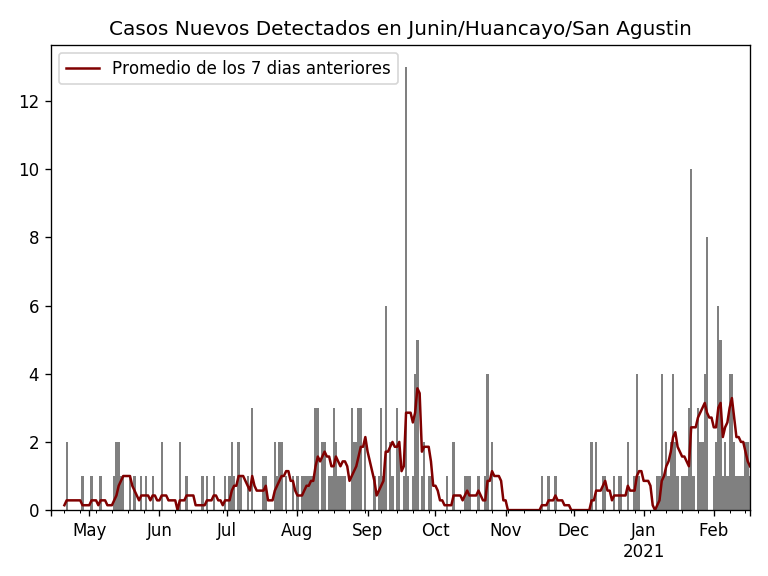 Casos Nuevos Detectados en Junin/Huancayo/San Agustin
Promedio de los 7 dias anteriores
12
10
8
6
4
2
0
May Jun Jul Aug Sep Oct Nov Dec Jan Feb
2021